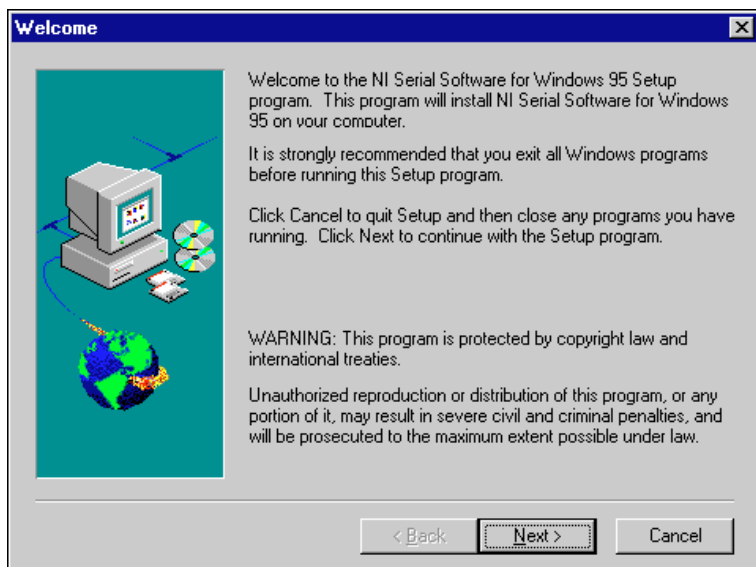 Welcome
Welcome to the NI Serial Software for Windows 95 Setup
program.  This program will install NI Serial Software for Windows
95 on your computer.
It is strongly recommended that you exit all Windows programs
before running this Setup program.
Click Cancel to quit Setup and then close any programs you have
running.  Click Next to continue with the Setup program.
WARNING: This program is protected by copyright law and
international treaties.
Unauthorized reproduction or distribution of this program, or any
portion of it, may result in severe civil and criminal penalties, and
will be prosecuted to the maximum extent possible under law.
< Back
Next >
Cancel